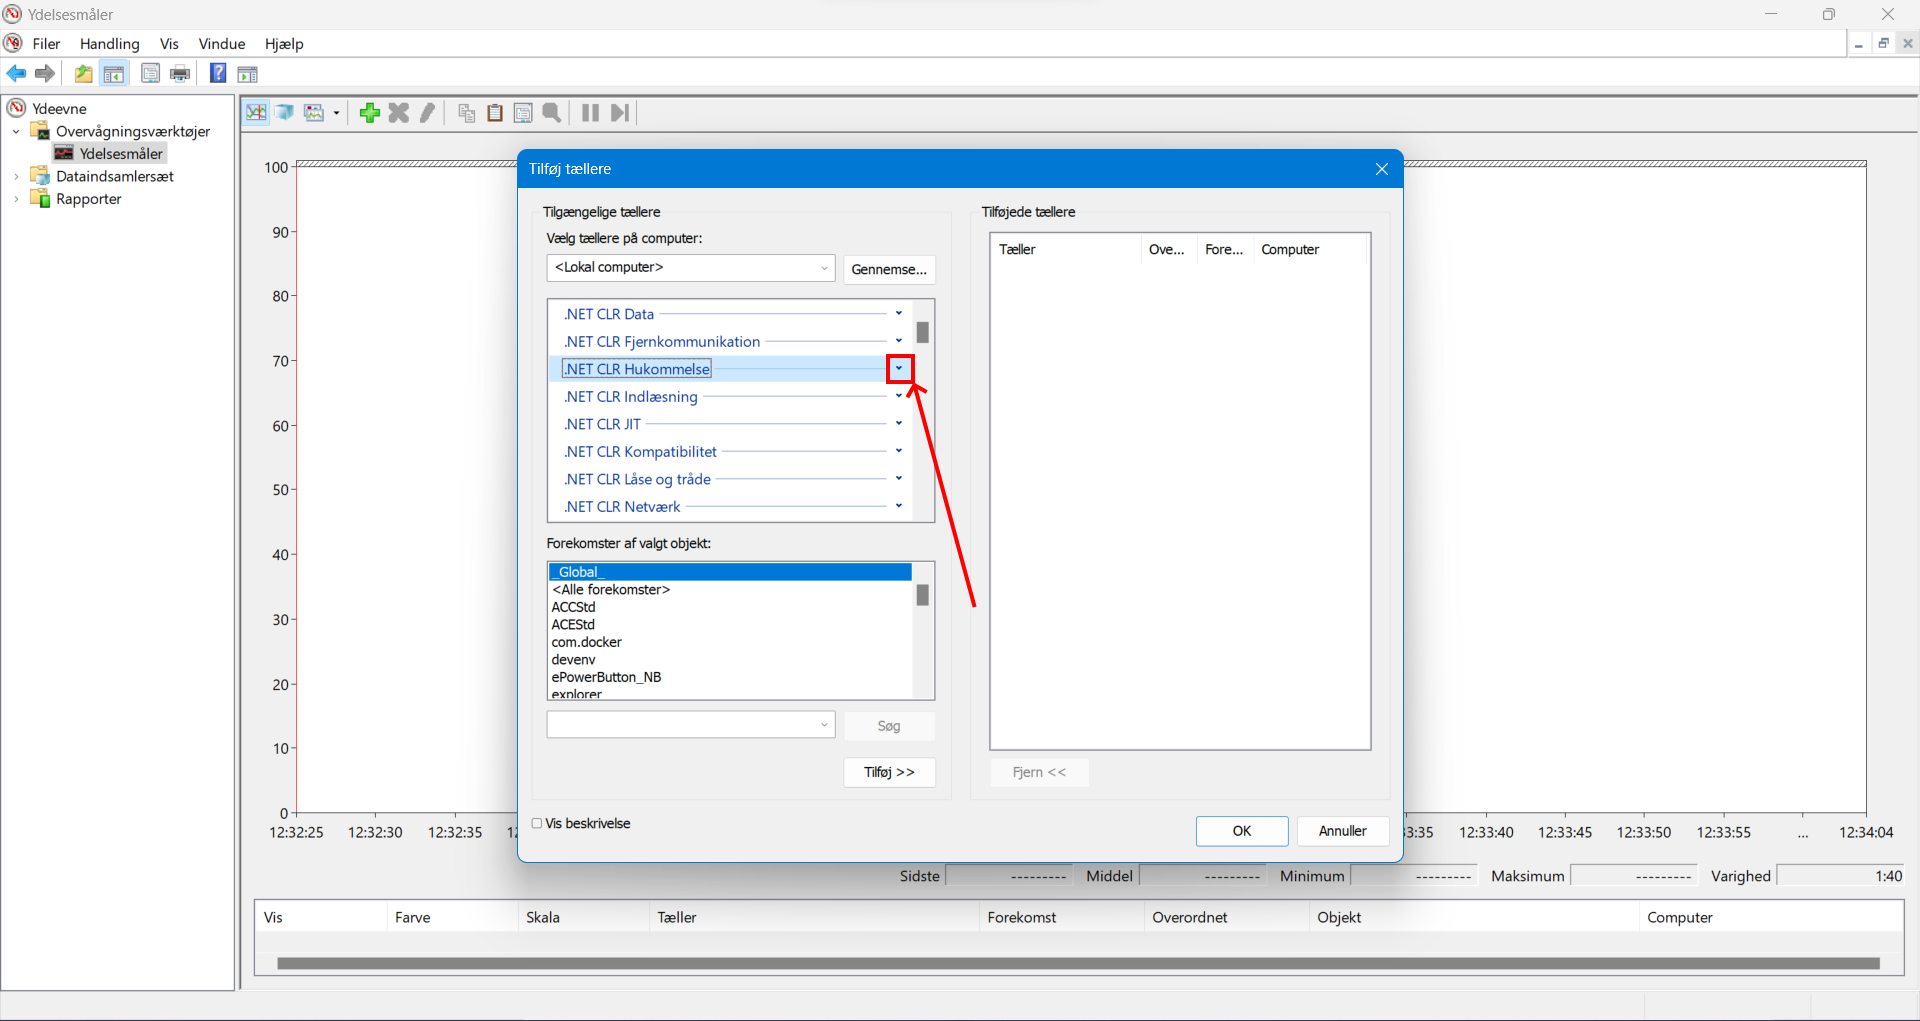 Ydelsesmåler
Filer Handling Vis Vindue Hjælp
Ydeevne
Overvågningsværktøjer
Ydelsesmåler
Dataindsamlersæt
Rapporter
100
90
80
70
60
50
40
30
20
10
0
12:32:25 12:32:30 12:32:35
:35 12:33:40 12:33:45 12:33:50 12:33:55 ... 12:34:04
Tilføj tællere
Tilgængelige tællere
Vælg tællere på computer:
<Lokal computer>
Gennemse...
.NET CLR Data
.NET CLR Fjernkommunikation
.NET CLR Hukommelse
.NET CLR Indlæsning
.NET CLR JIT
.NET CLR Kompatibilitet
.NET CLR Låse og tråde
.NET CLR Netværk
Forekomster af valgt objekt:
_Global_
<Alle forekomster>
ACCStd
ACEStd
com.docker
devenv
ePowerButton_NB
explorer
Søg
Tilføj >>
Vis beskrivelse
Tilføjede tællere
Tæller Ove... Fore... Computer
Fjern <<
OK
Annuller
Sidste --------- Middel --------- Minimum --------- Maksimum --------- Varighed 1:40
Vis Farve Skala Tæller Forekomst Overordnet Objekt Computer